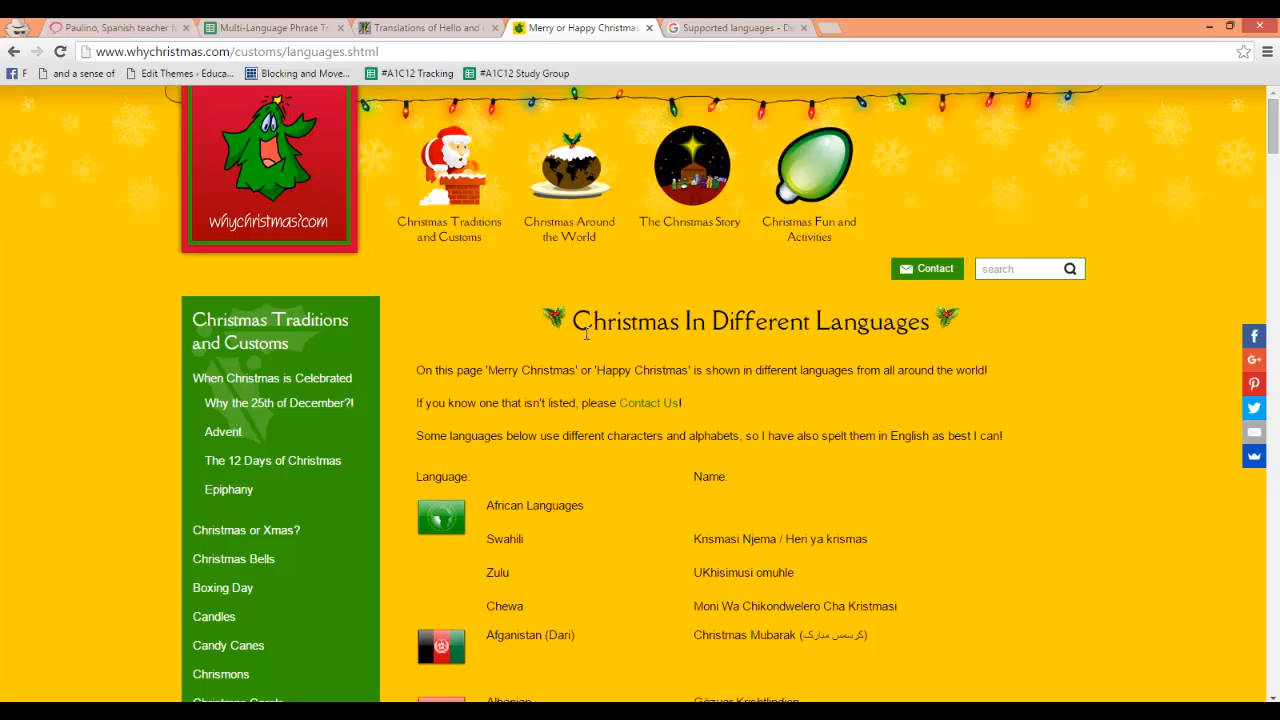 Paulino, Spanish teacher f
Multi-Language Phrase Tr
Translations of Hello and
Merry or Happy Christmas
Supported languages - De
www.whychristmas.com/customs/languages.shtml
F
and a sense of
Edit Themes ‹ Educa...
Blocking and Move...
#A1C12 Tracking
#A1C12 Study Group
whychristmas?com
Christmas Traditions
and Customs
Christmas Around
the World
The Christmas Story
Christmas Fun and
Activities
Contact
search
Christmas Traditions
and Customs
When Christmas is Celebrated
Why the 25th of December?!
Advent
The 12 Days of Christmas
Epiphany
Christmas or Xmas?
Christmas Bells
Boxing Day
Candles
Candy Canes
Chrismons
Christmas Carols
Christmas In Different Languages
On this page 'Merry Christmas' or 'Happy Christmas' is shown in different languages from all around the world!
If you know one that isn't listed, please Contact Us!
Some languages below use different characters and alphabets, so I have also spelt them in English as best I can!
Language: Name:
African Languages
Swahili Krismasi Njema / Heri ya krismas
Zulu UKhisimusi omuhle
Chewa Moni Wa Chikondwelero Cha Kristmasi
Afganistan (Dari) Christmas Mubarak (کرسمس مبارک)
Albanian Gëzuar Krishtlindjen